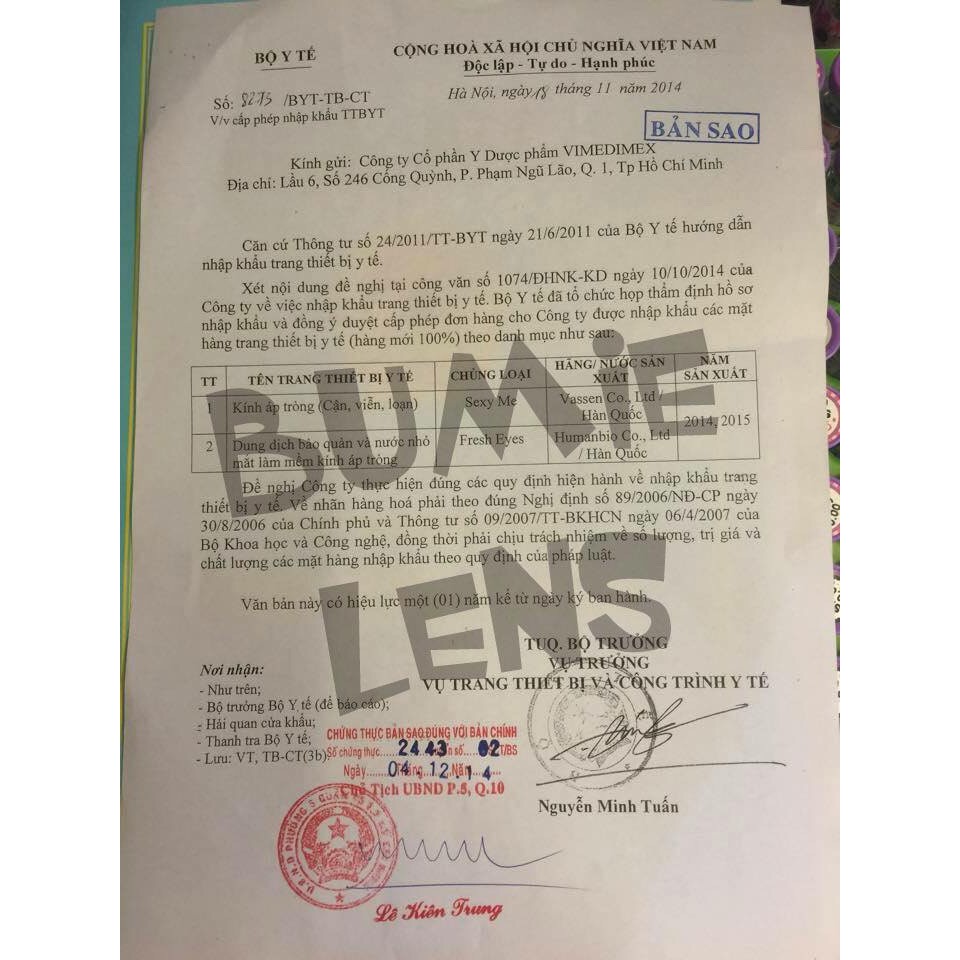 BỘ Y TẾ
CỘNG HOÀ XÃ HỘI CHỦ NGHĨA VIỆT NAM
Độc lập - Tự do - Hạnh phúc
Số: 8273 /BYT-TB-CT
V/v cấp phép nhập khẩu TTBYT
Hà Nội, ngày 18 tháng 11 năm 2014
BẢN SAO
Kính gửi: Công ty Cổ phần Y Dược phẩm VIMEDIMEX
Địa chỉ: Lầu 6, Số 246 Cống Quỳnh, P. Phạm Ngũ Lão, Q. 1, Tp Hồ Chí Minh
Căn cứ Thông tư số 24/2011/TT-BYT ngày 21/6/2011 của Bộ Y tế hướng dẫn
nhập khẩu trang thiết bị y tế.
Xét nội dung đề nghị tại công văn số 1074/ĐHNK-KD ngày 10/10/2014 của
Công ty về việc nhập khẩu trang thiết bị y tế. Bộ Y tế đã tổ chức họp thẩm định hồ sơ
nhập khẩu và đồng ý duyệt cấp phép đơn hàng cho Công ty được nhập khẩu các mặt
hàng trang thiết bị y tế (hàng mới 100%) theo danh mục như sau:
TT TÊN TRANG THIẾT BỊ Y TẾ CHỦNG LOẠI HÃNG/ NƯỚC SẢN XUẤT NĂM SẢN XUẤT
1 Kính áp tròng (Cận, viễn, loạn) Sexy Me Vassen Co., Ltd / Hàn Quốc 2014, 2015
2 Dung dịch bảo quản và nước nhỏ mắt làm mềm kính áp tròng Fresh Eyes Humanbio Co., Ltd / Hàn Quốc
Đề nghị Công ty thực hiện đúng các quy định hiện hành về nhập khẩu trang
thiết bị y tế. Về nhãn hàng hoá phải theo đúng Nghị định số 89/2006/NĐ-CP ngày
30/8/2006 của Chính phủ và Thông tư số 09/2007/TT-BKHCN ngày 06/4/2007 của
Bộ Khoa học và Công nghệ, đồng thời phải chịu trách nhiệm về số lượng, trị giá và
chất lượng các mặt hàng nhập khẩu theo quy định của pháp luật.
Văn bản này có hiệu lực một (01) năm kể từ ngày ký ban hành.
BUMiE
LENS
TUQ. BỘ TRƯỞNG
VỤ TRƯỞNG
VỤ TRANG THIẾT BỊ VÀ CÔNG TRÌNH Y TẾ
Nguyễn Minh Tuấn
Nơi nhận:
- Như trên;
- Bộ trưởng Bộ Y tế (để báo cáo);
- Hải quan cửa khẩu;
- Thanh tra Bộ Y tế;
- Lưu: VT, TB-CT(3b).
CHỨNG THỰC BẢN SAO ĐÚNG VỚI BẢN CHÍNH
Số chứng thực 2443 02
Ngày 04 12 Năm 14
Chủ Tịch UBND P.5, Q.10
Lê Kiên Trung